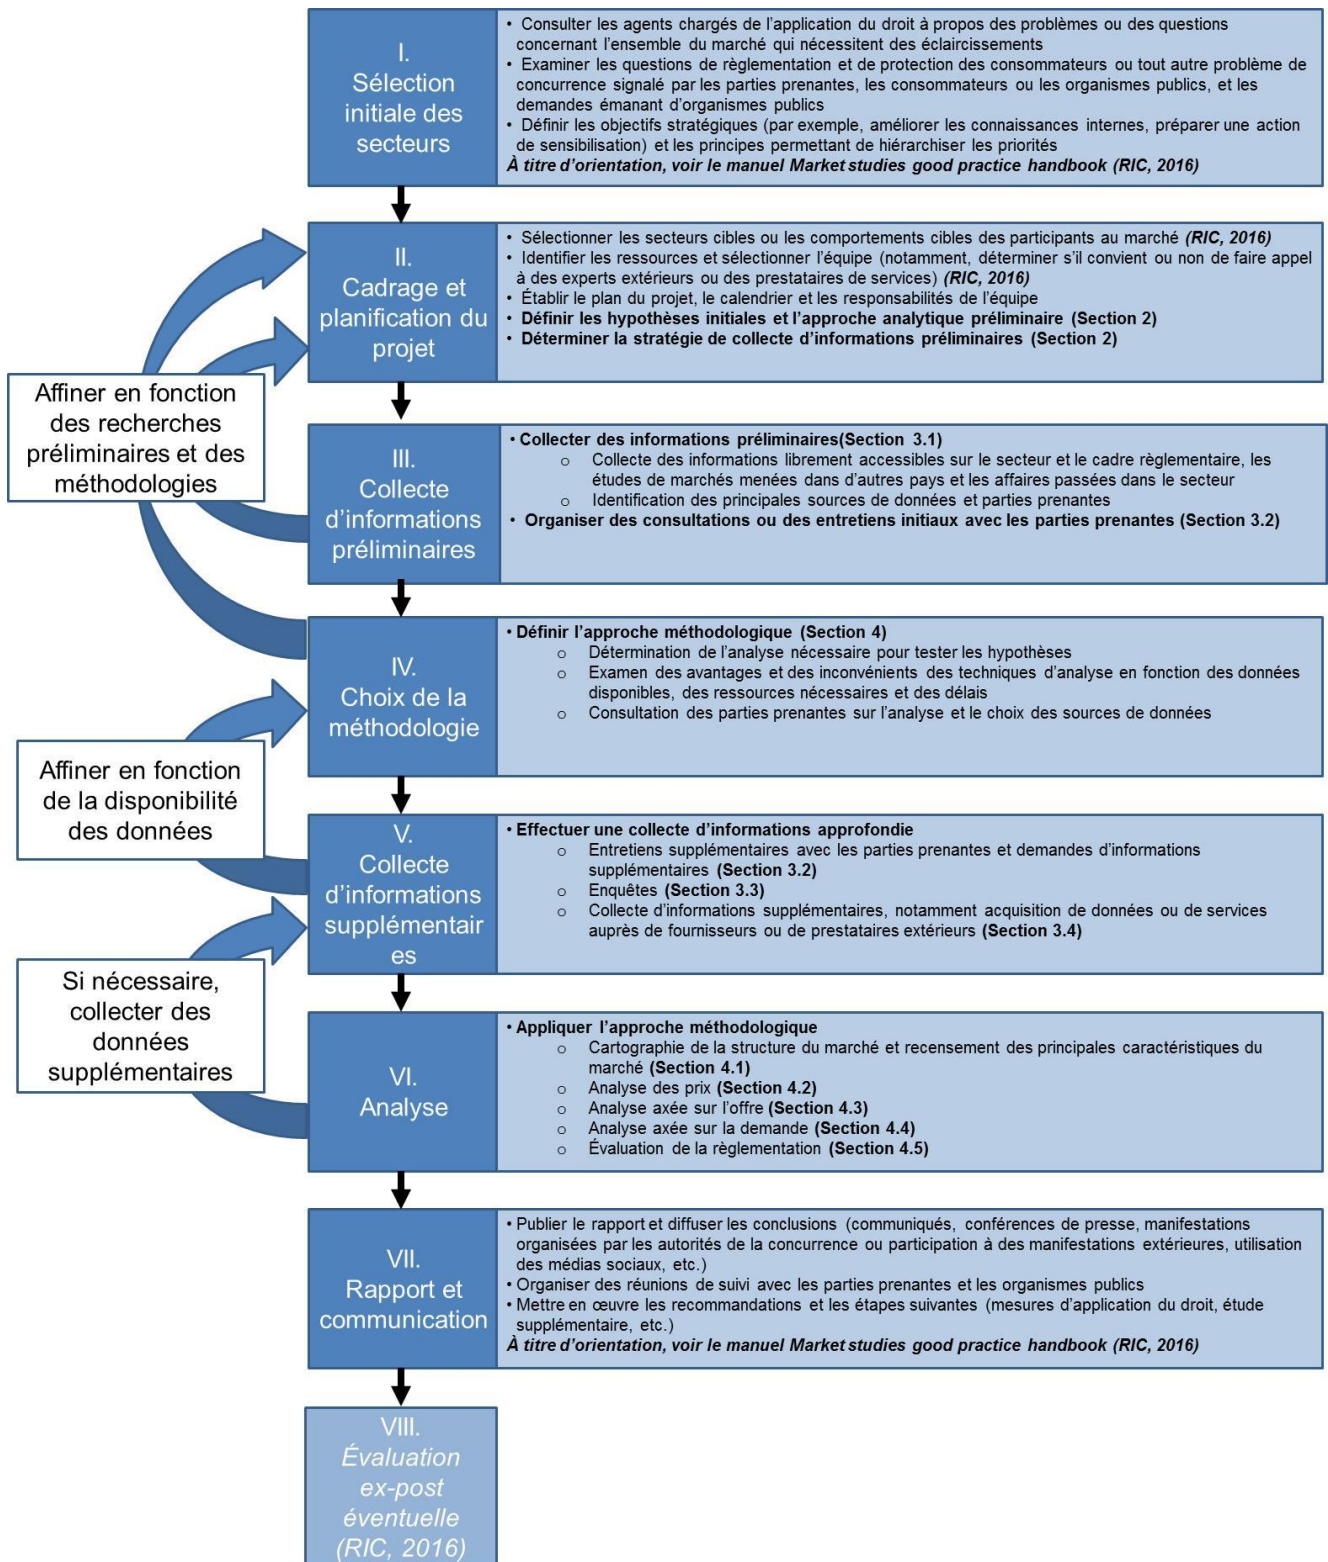 I.
Sélection
initiale des
secteurs
• Consulter les agents chargés de l'application du droit à propos des problèmes ou des questions
concernant l'ensemble du marché qui nécessitent des éclaircissements
• Examiner les questions de règlementation et de protection des consommateurs ou tout autre problème de
concurrence signalé par les parties prenantes, les consommateurs ou les organismes publics, et les
demandes émanant d'organismes publics
• Définir les objectifs stratégiques (par exemple, améliorer les connaissances internes, préparer une action
de sensibilisation) et les principes permettant de hiérarchiser les priorités
À titre d'orientation, voir le manuel Market studies good practice handbook (RIC, 2016)
II.
Cadrage et
planification du
projet
• Sélectionner les secteurs cibles ou les comportements cibles des participants au marché (RIC, 2016)
• Identifier les ressources et sélectionner l'équipe (notamment, déterminer s'il convient ou non de faire appel
à des experts extérieurs ou des prestataires de services) (RIC, 2016)
• Établir le plan du projet, le calendrier et les responsabilités de l'équipe
• Définir les hypothèses initiales et l'approche analytique préliminaire (Section 2)
• Déterminer la stratégie de collecte d'informations préliminaires (Section 2)
Affiner en fonction
des recherches
préliminaires et des
méthodologies
III.
Collecte
d'informations
préliminaires
• Collecter des informations préliminaires(Section 3.1)
o Collecte des informations librement accessibles sur le secteur et le cadre règlementaire, les
études de marchés menées dans d'autres pays et les affaires passées dans le secteur
o Identification des principales sources de données et parties prenantes
• Organiser des consultations ou des entretiens initiaux avec les parties prenantes (Section 3.2)
IV.
Choix de la
méthodologie
• Définir l'approche méthodologique (Section 4)
o Détermination de l'analyse nécessaire pour tester les hypothèses
o Examen des avantages et des inconvénients des techniques d'analyse en fonction des données
disponibles, des ressources nécessaires et des délais
o Consultation des parties prenantes sur l'analyse et le choix des sources de données
Affiner en fonction
de la disponibilité
des données
V.
Collecte
d'informations
supplémentair
es
• Effectuer une collecte d'informations approfondie
o Entretiens supplémentaires avec les parties prenantes et demandes d'informations
supplémentaires (Section 3.2)
o Enquêtes (Section 3.3)
o Collecte d'informations supplémentaires, notamment acquisition de données ou de services
auprès de fournisseurs ou de prestataires extérieurs (Section 3.4)
Si nécessaire,
collecter des
données
supplémentaires
VI.
Analyse
• Appliquer l'approche méthodologique
o Cartographie de la structure du marché et recensement des principales caractéristiques du
marché (Section 4.1)
o Analyse des prix (Section 4.2)
o Analyse axée sur l'offre (Section 4.3)
o Analyse axée sur la demande (Section 4.4)
o Évaluation de la règlementation (Section 4.5)
VII.
Rapport et
communication
• Publier le rapport et diffuser les conclusions (communiqués, conférences de presse, manifestations
organisées par les autorités de la concurrence ou participation à des manifestations extérieures, utilisation
des médias sociaux, etc.)
• Organiser des réunions de suivi avec les parties prenantes et les organismes publics
• Mettre en œuvre les recommandations et les étapes suivantes (mesures d'application du droit, étude
supplémentaire, etc.)
À titre d'orientation, voir le manuel Market studies good practice handbook (RIC, 2016)
VIII.
Évaluation
ex-post
éventuelle
(RIC, 2016)